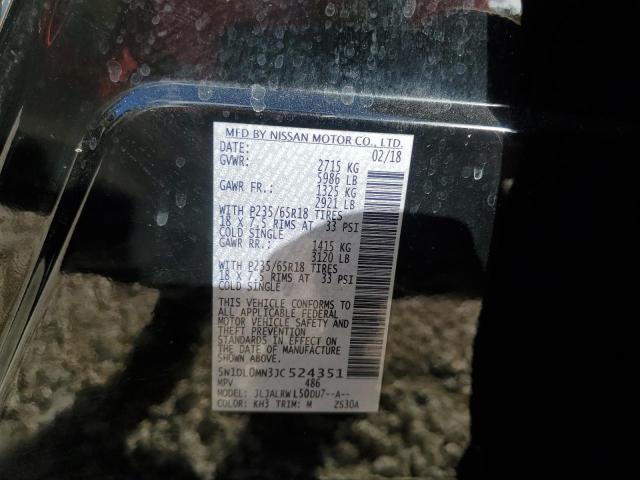 MFD BY NISSAN MOTOR CO., LTD.
DATE: 02/18
GVWR: 2715 KG
5986 LB
GAWR FR.: 1325 KG
2921 LB
WITH P235/65R18 TIRES
18 X 7.5 RIMS AT 33 PSI
COLD SINGLE
GAWR RR.: 1415 KG
3120 LB
WITH P235/65R18 TIRES
18 X 7.5 RIMS AT 33 PSI
COLD SINGLE
THIS VEHICLE CONFORMS TO
ALL APPLICABLE FEDERAL
MOTOR VEHICLE SAFETY AND
THEFT PREVENTION
STANDARDS IN EFFECT ON
THE DATE OF MANUFACTURE
SHOWN ABOVE.
5N1DL0MN3JC524351
MPV 486
MODEL: JLJALRWL50DU7--A--
COLOR: KH3 TRIM: M ZS30A